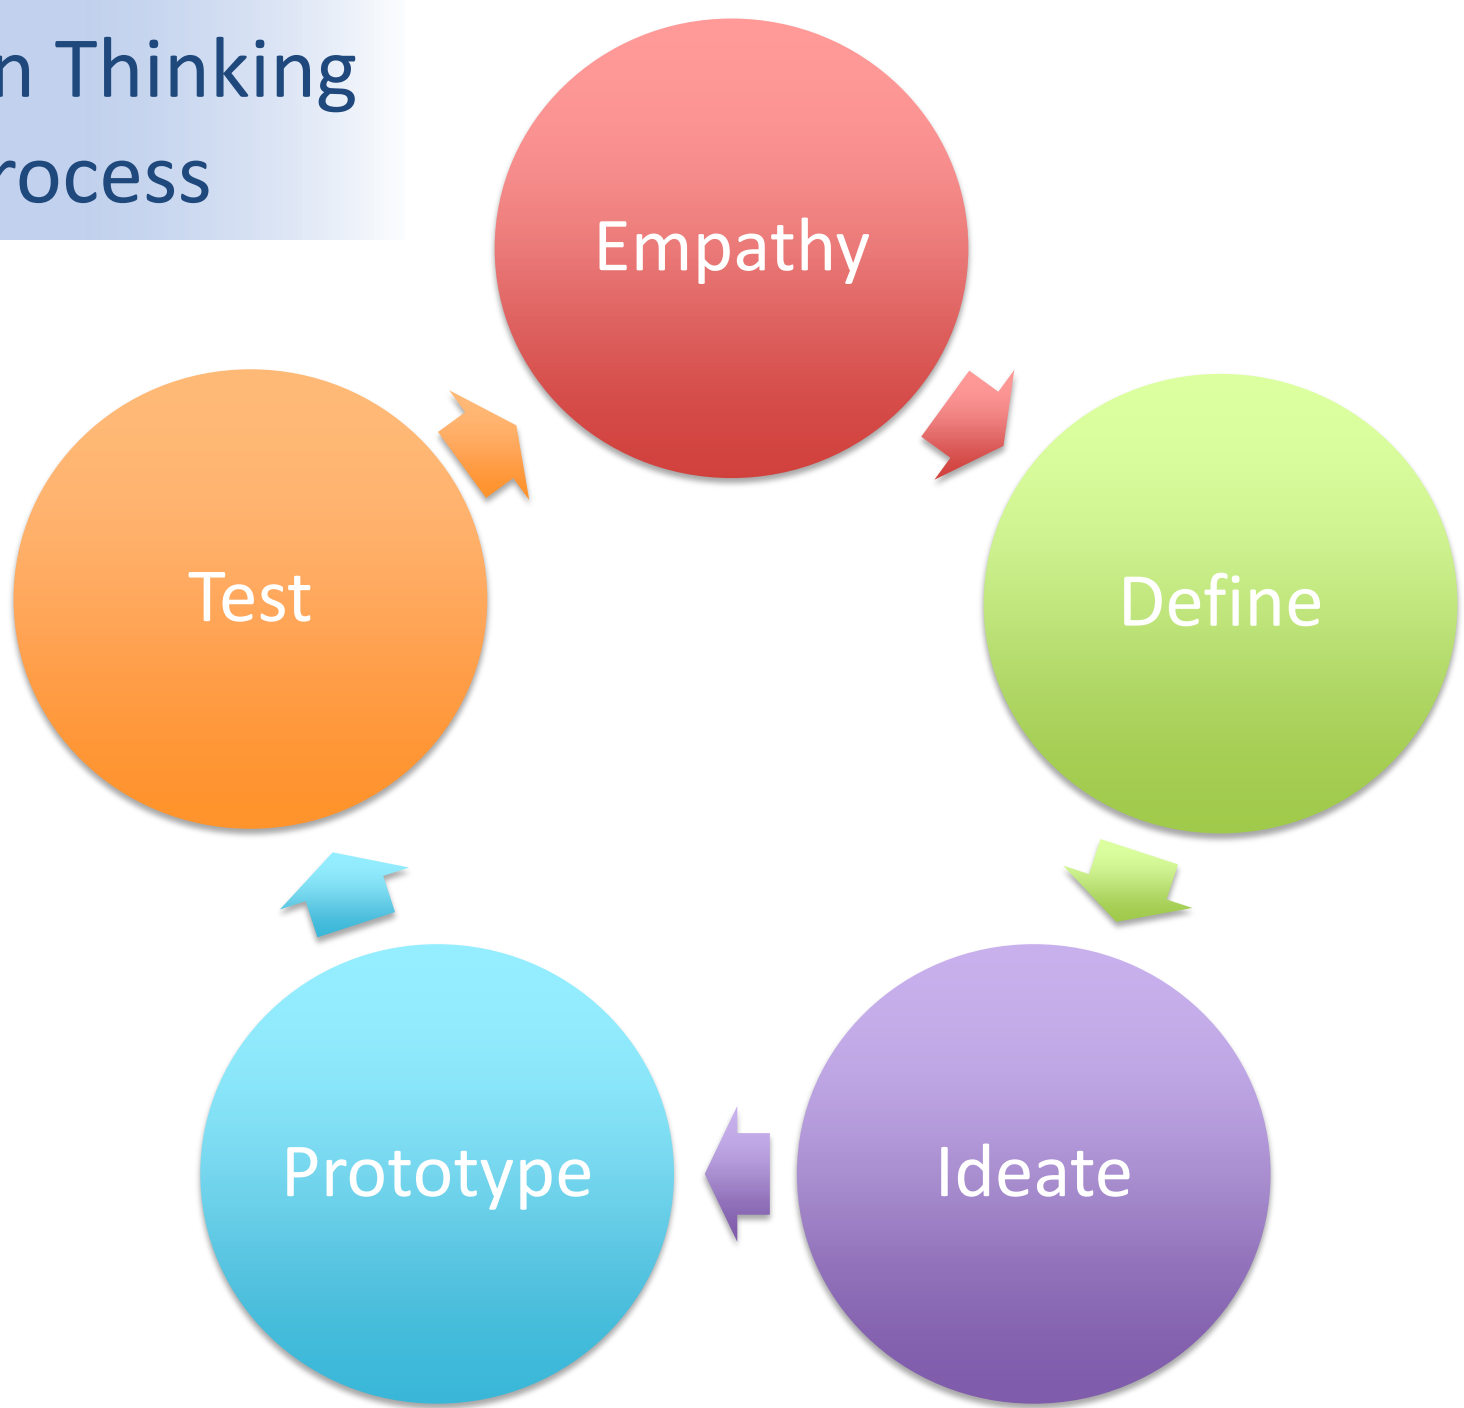 n Thinking
rocess
Empathy
Test
Define
Prototype
Ideate